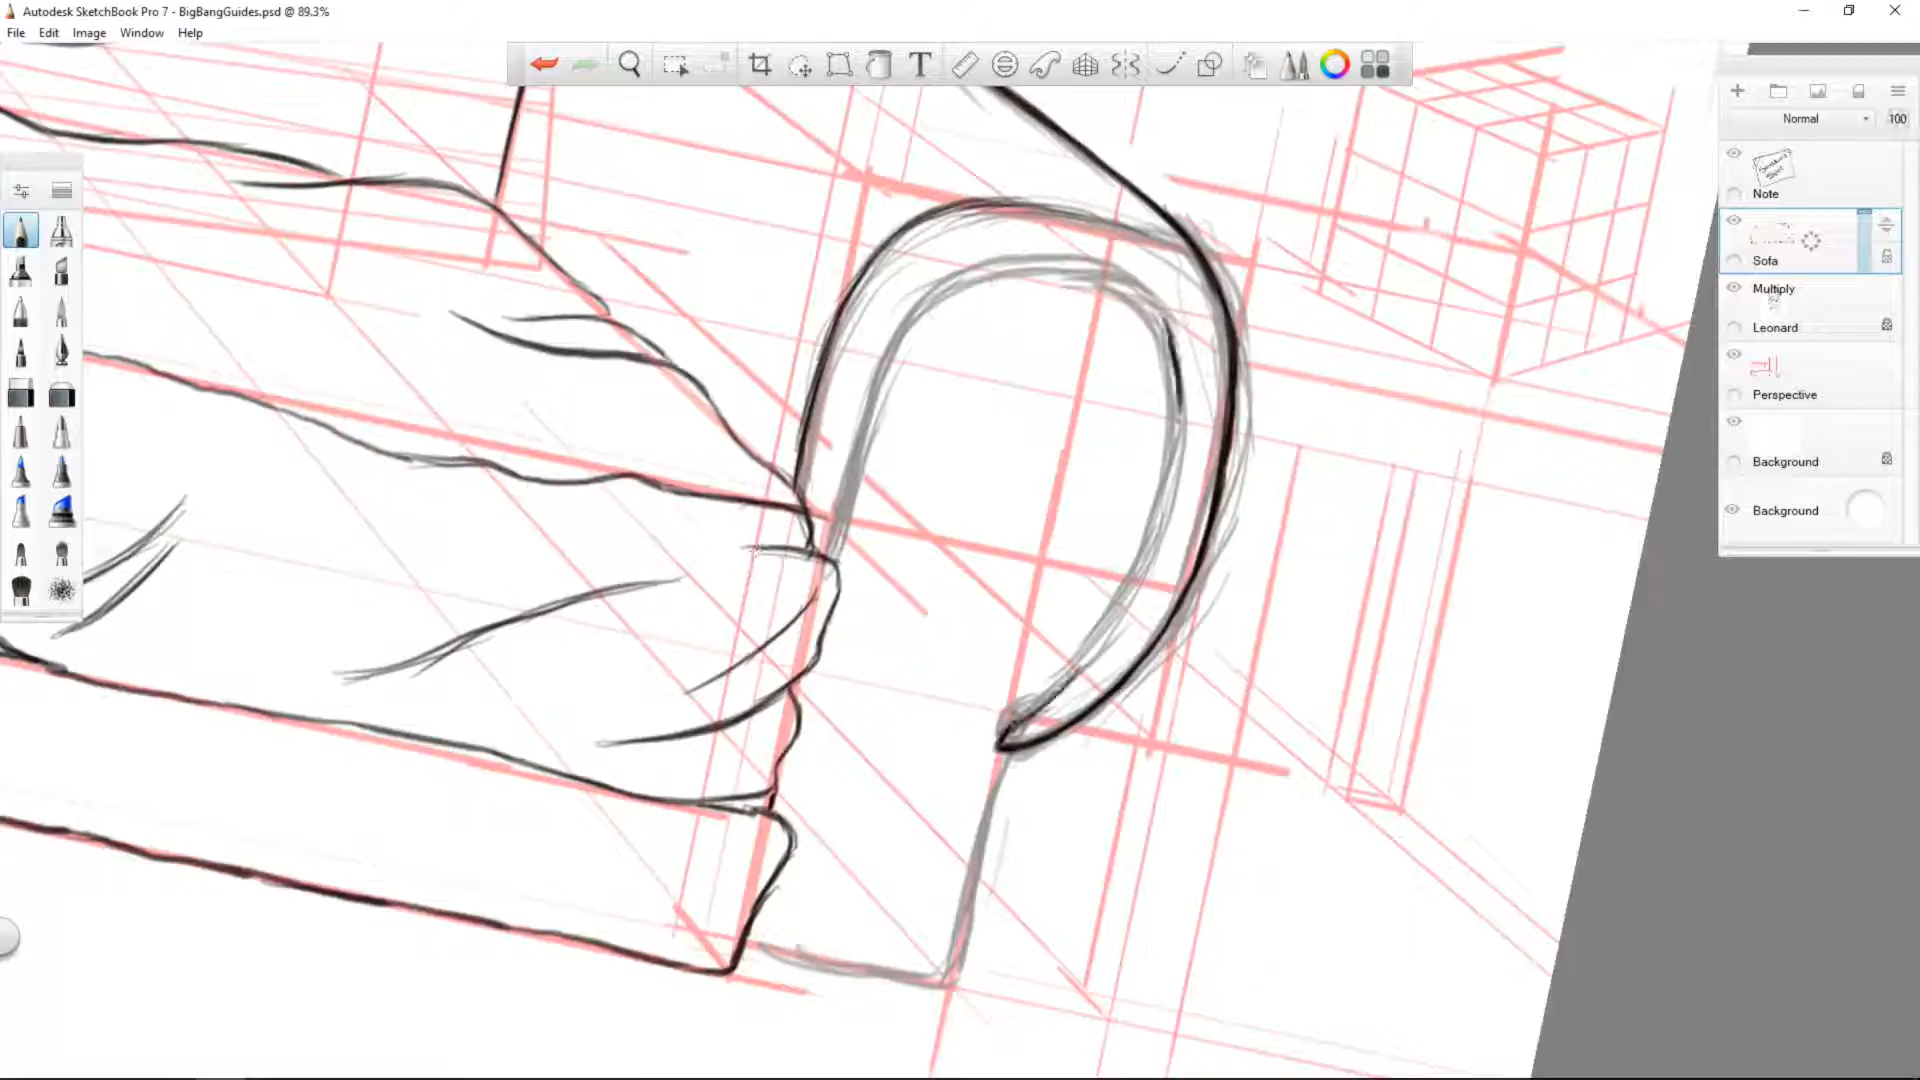 Autodesk SketchBook Pro 7 - BigBangGuides.psd @ 89.3%
File Edit Image Window Help
T
Normal 100
Note
Sofa
Multiply
Leonard
Perspective
Background
Background